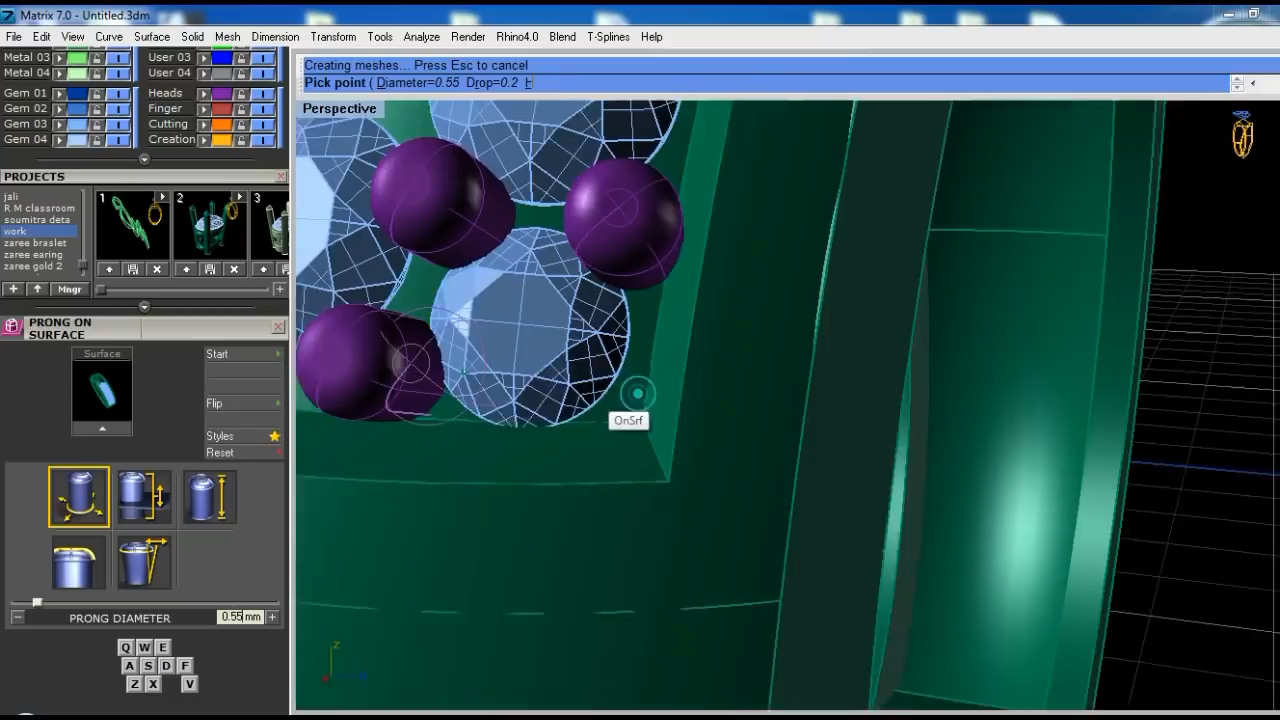 Matrix 7.0 - Untitled.3dm
File Edit View Curve Surface Solid Mesh Dimension Transform Tools Analyze Render Rhino4.0 Blend T-Splines Help
Metal 03 User 03
Metal 04 User 04
Gem 01 Heads
Gem 02 Finger
Gem 03 Cutting
Gem 04 Creation
Creating meshes... Press Esc to cancel
Pick point ( Diameter=0.55 Drop=0.2 H
Perspective
PROJECTS
jali
R M classroom
soumitra deta
work
zaree braslet
zaree earing
zaree gold 2
1 2 3
Mngr
PRONG ON
SURFACE
Surface
Start
Flip
Styles
Reset
OnSrf
PRONG DIAMETER 0.55 mm
Q W E
A S D F
Z X V
z